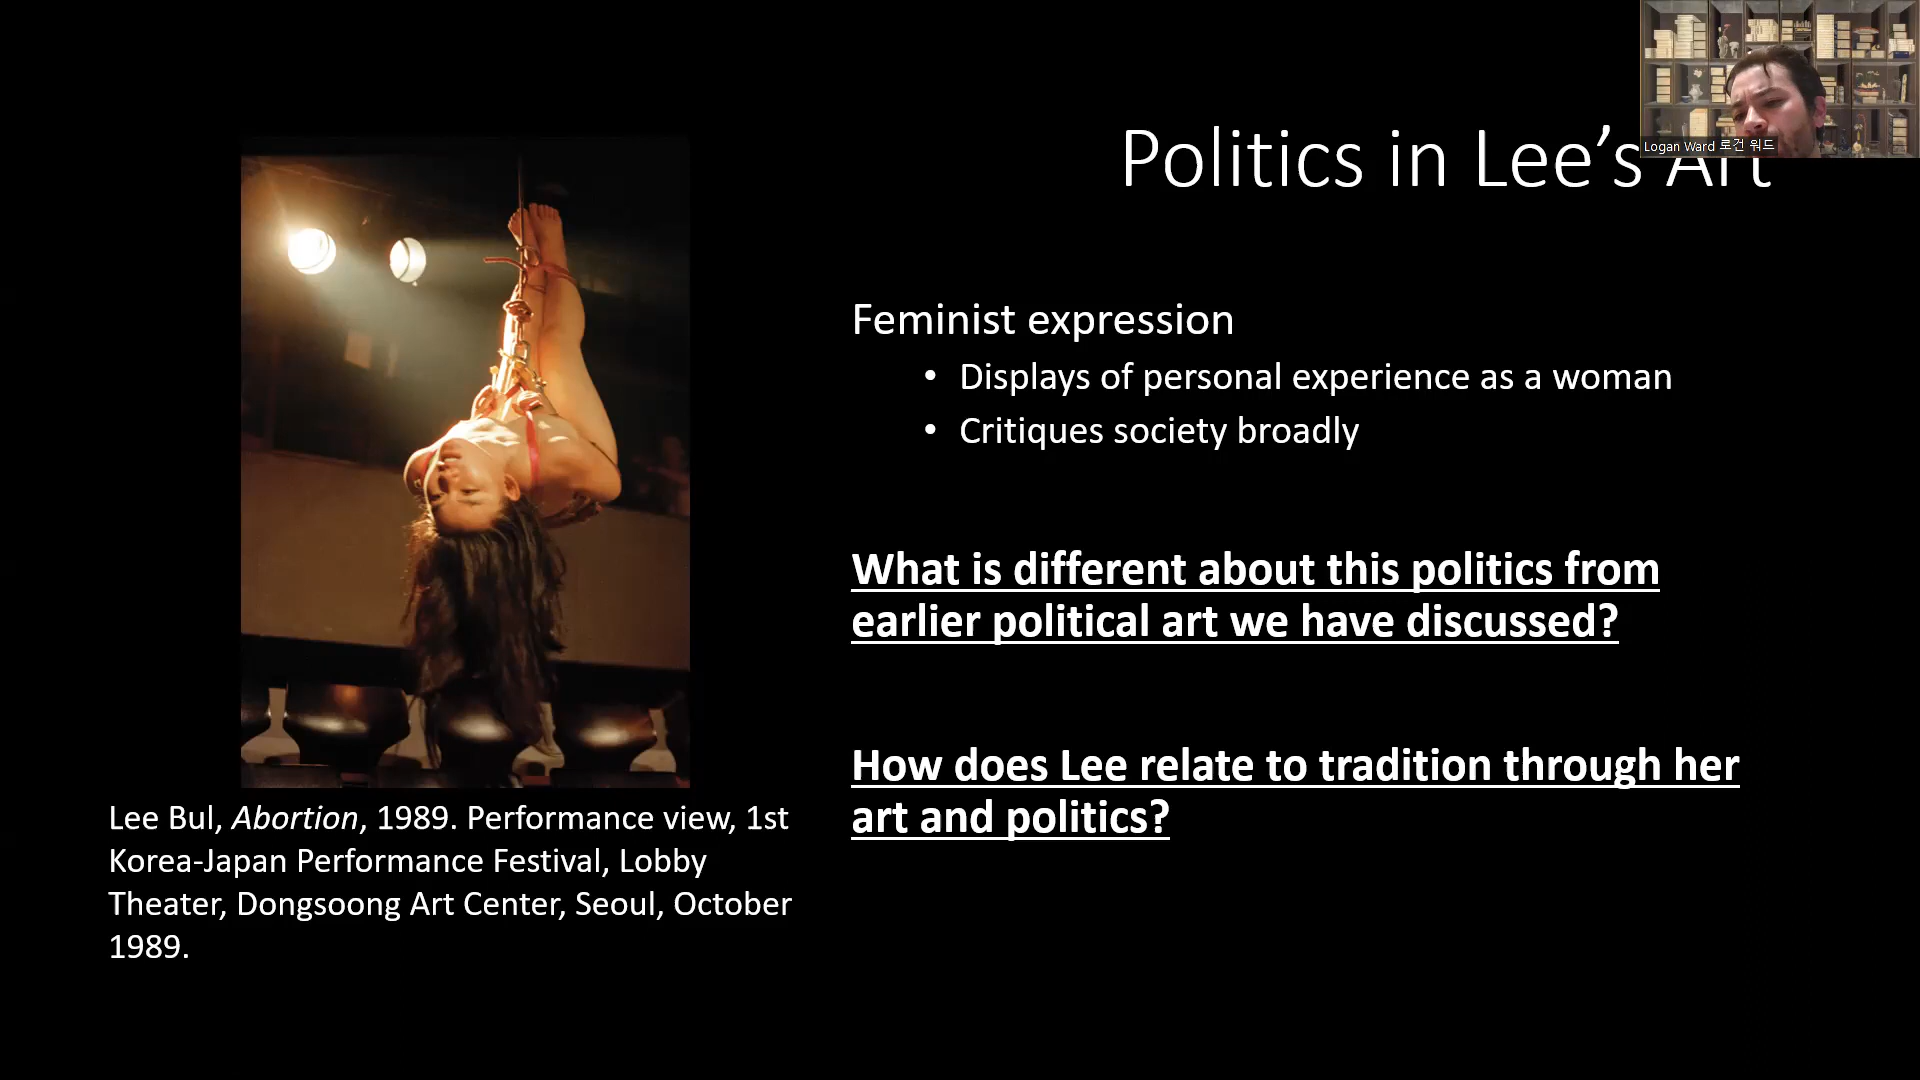 Logan Ward 로건 워드
Politics in Lee’s Art
Feminist expression
• Displays of personal experience as a woman
• Critiques society broadly
What is different about this politics from
earlier political art we have discussed?
How does Lee relate to tradition through her
art and politics?
Lee Bul, Abortion, 1989. Performance view, 1st
Korea-Japan Performance Festival, Lobby
Theater, Dongsoong Art Center, Seoul, October
1989.